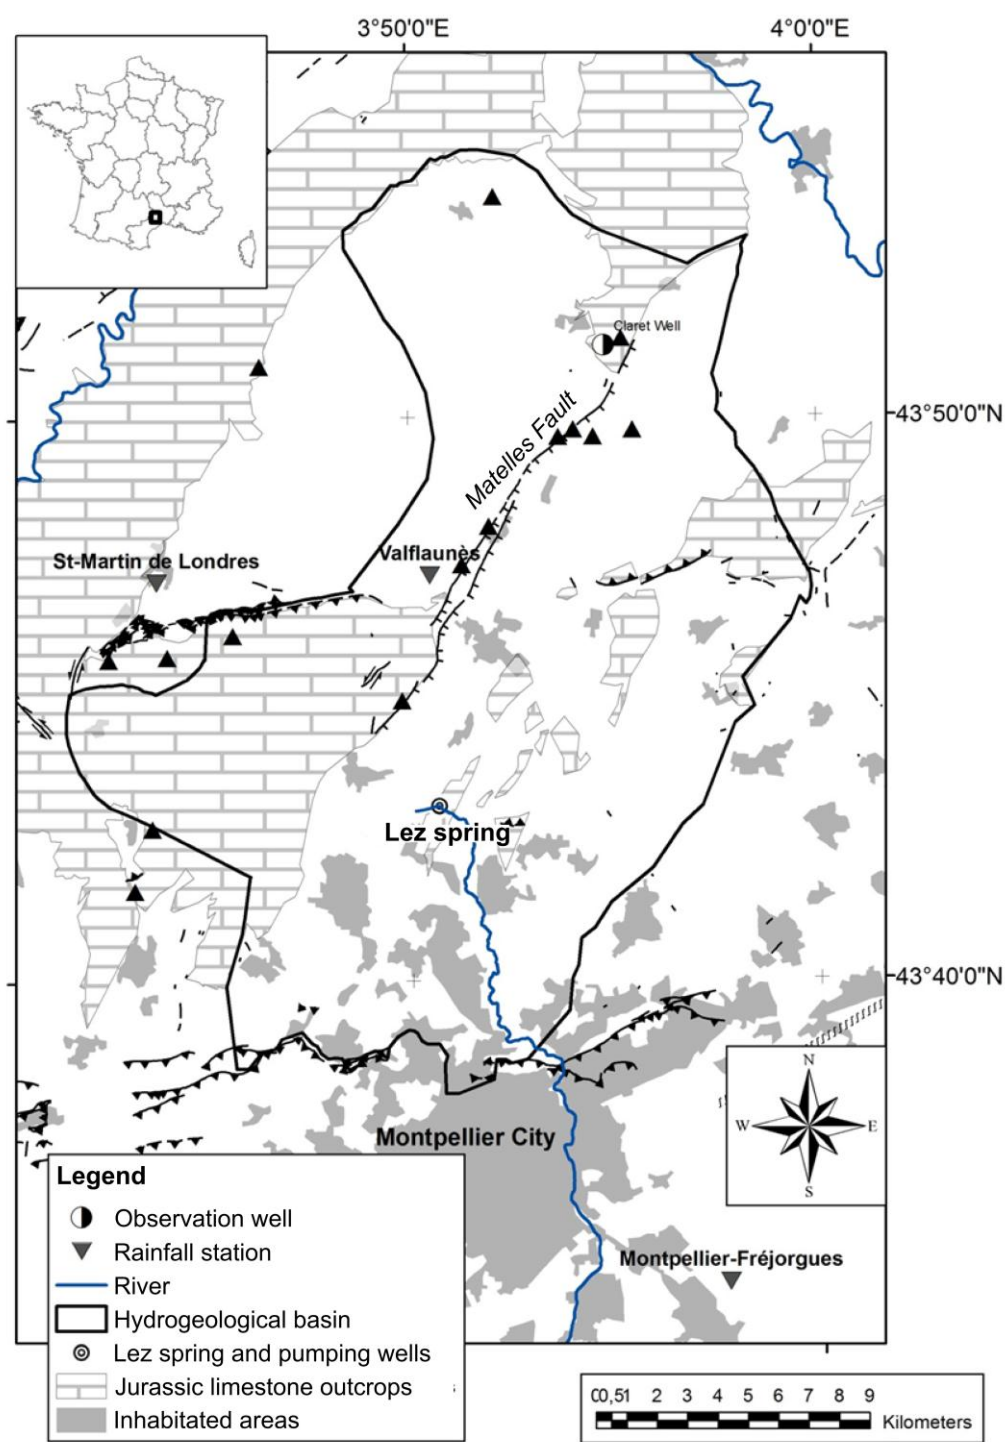 3°50'0"E
4°0'0"E
Claret Well
43°50'0"N
Matelles Fault
Valflaunès
St-Martin de Londres
Lez spring
43°40'0"N
N
W
E
S
Montpellier City
Montpellier-Fréjorgues
Legend
Observation well
Rainfall station
River
Hydrogeological basin
Lez spring and pumping wells
Jurassic limestone outcrops
Inhabitated areas
0 0,5 1 2 3 4 5 6 7 8 9
Kilometers